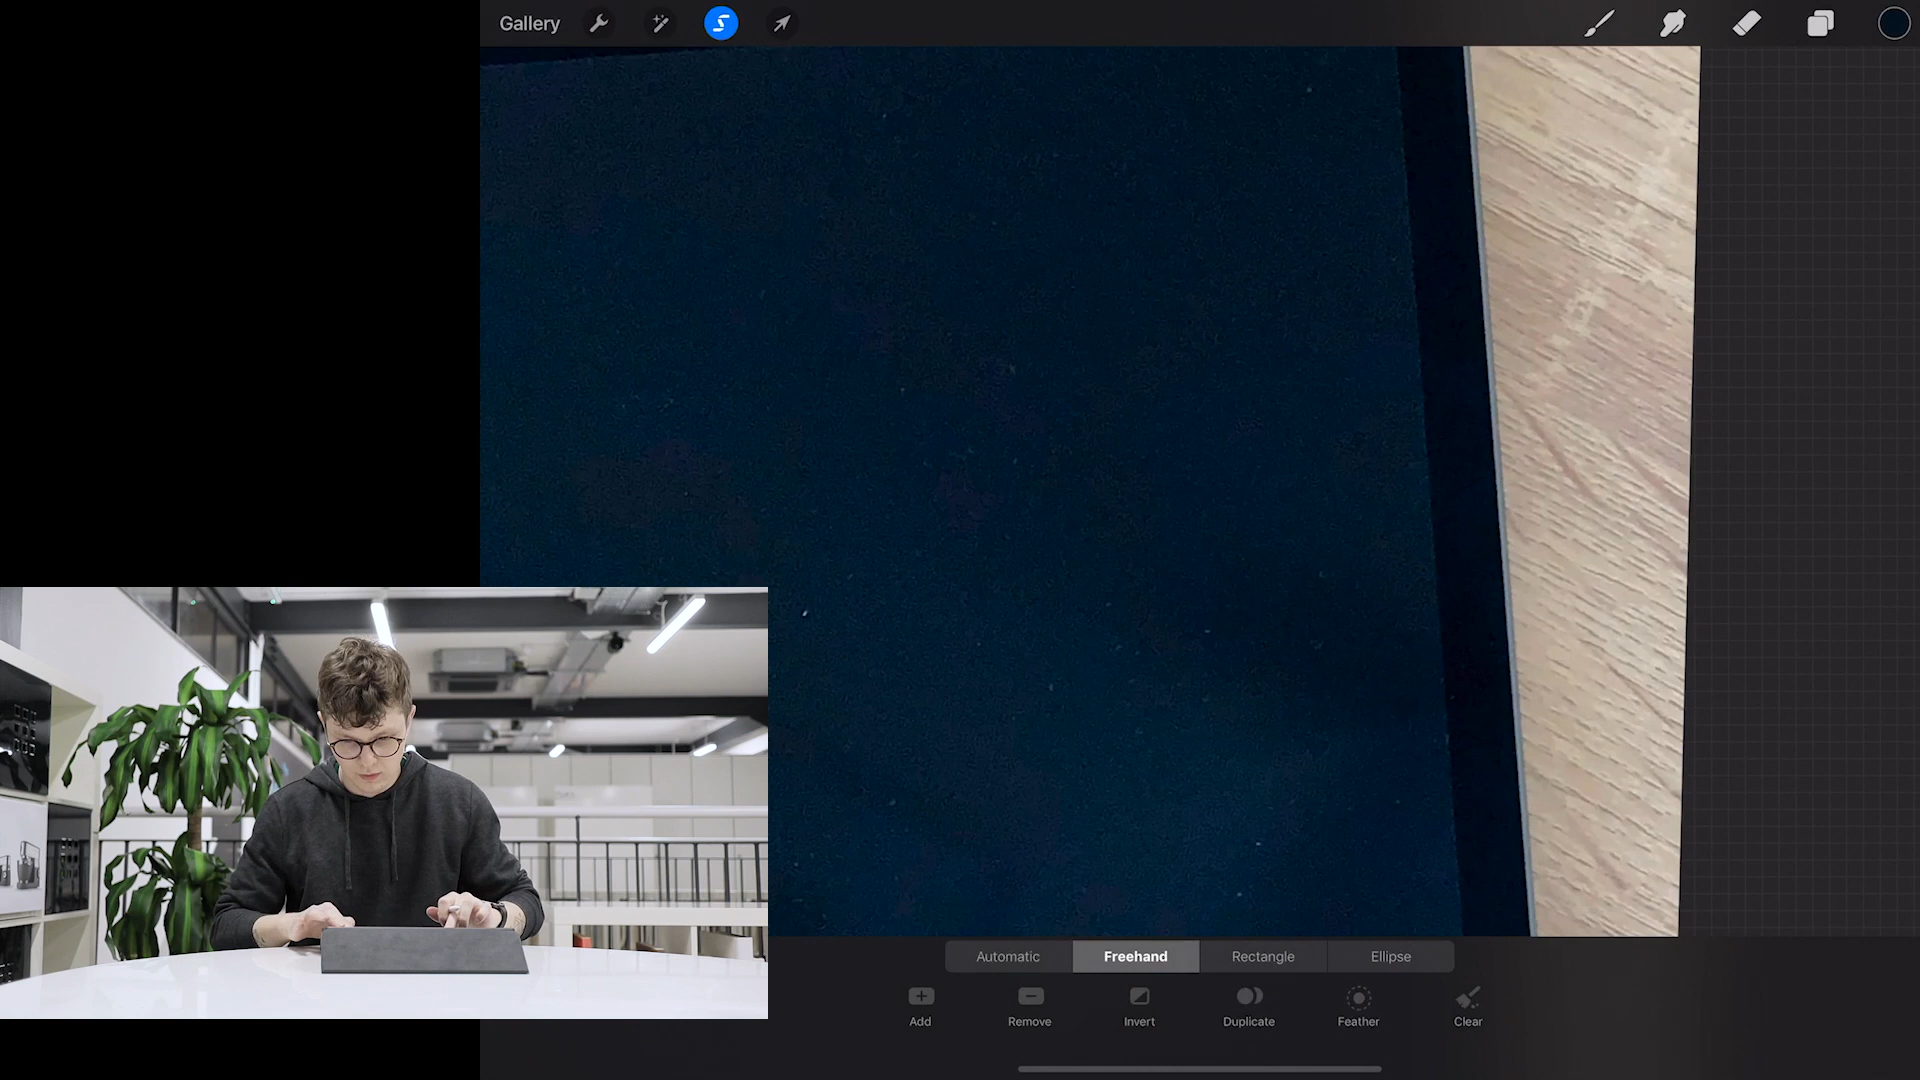 Gallery
Automatic Freehand Rectangle Ellipse
Add Remove Invert Duplicate Feather Clear